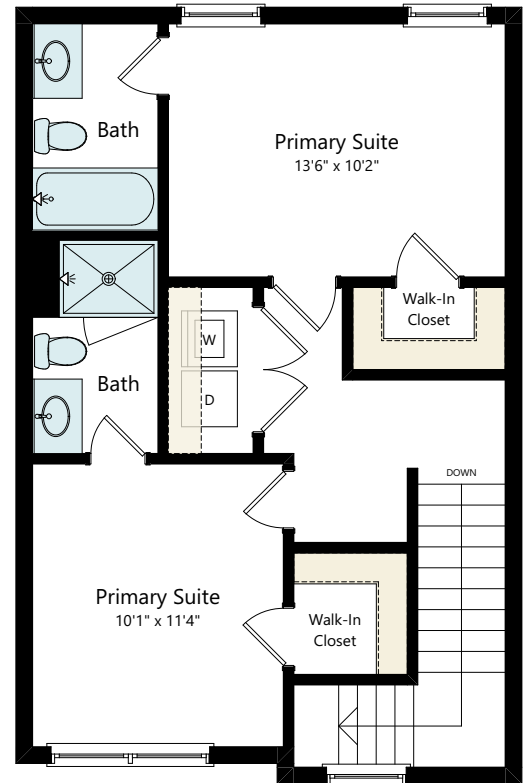 Bath
Primary Suite
13'6" x 10'2"
Walk-In
Closet
W
D
Bath
DOWN
Primary Suite
10'1" x 11'4"
Walk-In
Closet